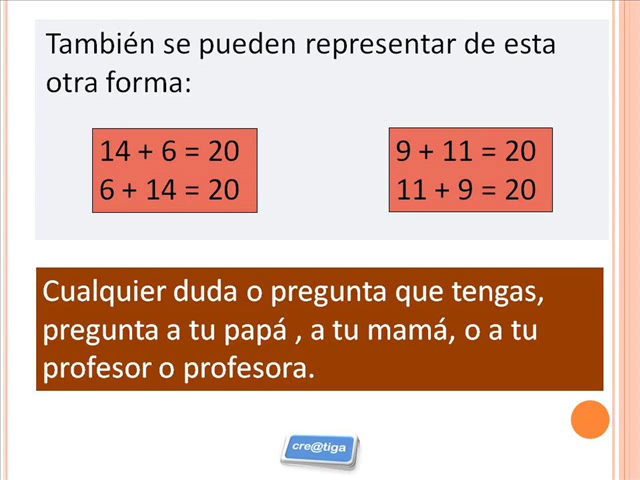 También se pueden representar de esta
otra forma:
14 + 6 = 20
6 + 14 = 20
9 + 11 = 20
11 + 9 = 20
Cualquier duda o pregunta que tengas,
pregunta a tu papá , a tu mamá, o a tu
profesor o profesora.
cre@tiga